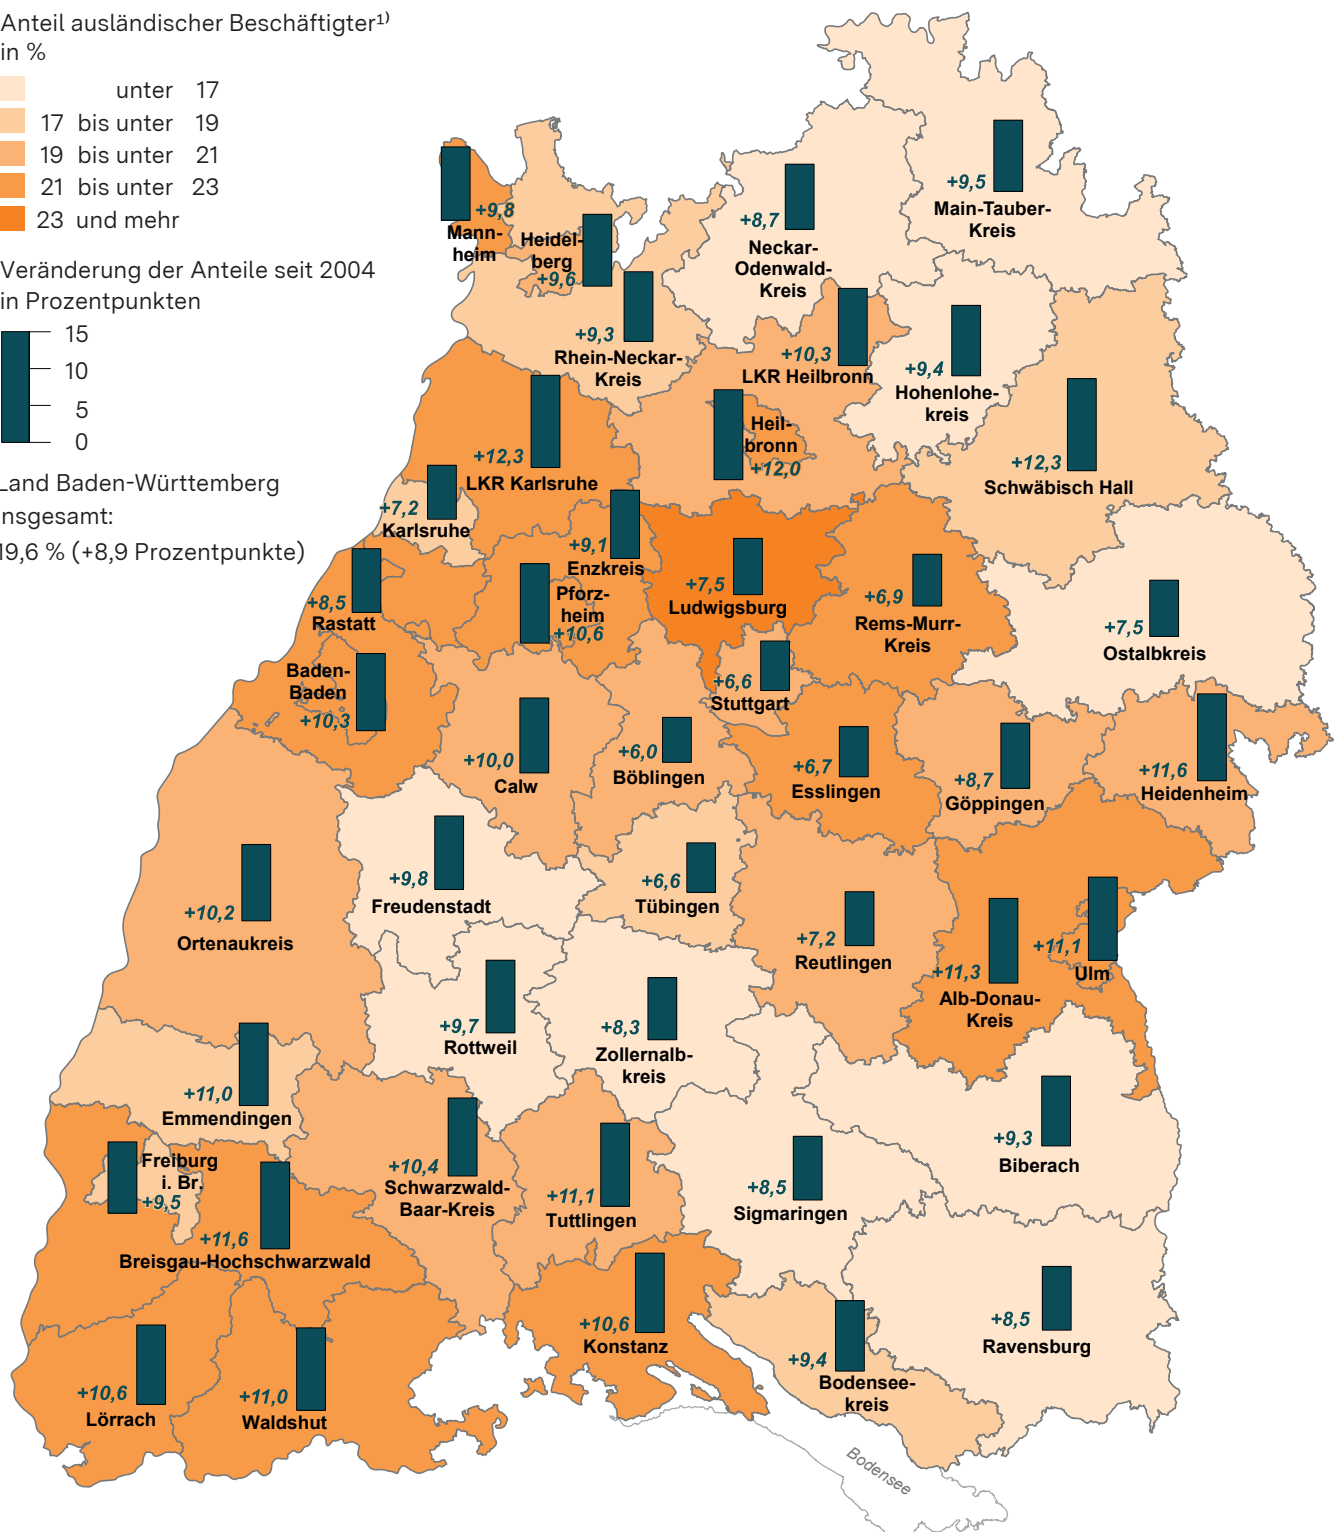 Anteil ausländischer Beschäftigter¹⁾
in %
unter 17
17 bis unter 19
19 bis unter 21
21 bis unter 23
23 und mehr
Veränderung der Anteile seit 2004
in Prozentpunkten
15
10
5
0
Land Baden-Württemberg
insgesamt:
19,6 % (+8,9 Prozentpunkte)
+9,5
Main-Tauber-
Kreis
+8,7
Neckar-
Odenwald-
Kreis
+9,8
Mann-
heim
Heidel-
berg
+9,6
+9,3
Rhein-Neckar-
Kreis
+10,3
LKR Heilbronn
+9,4
Hohenlohe-
kreis
Heil-
bronn
+12,0
+12,3
Schwäbisch Hall
+12,3
LKR Karlsruhe
+7,2
Karlsruhe
+9,1
Enzkreis
Pforz-
heim
+10,6
+8,5
Rastatt
+7,5
Ludwigsburg
+6,9
Rems-Murr-
Kreis
+7,5
Ostalbkreis
Baden-
Baden
+10,3
+6,6
Stuttgart
+10,0
Calw
+6,0
Böblingen
+6,7
Esslingen
+8,7
Göppingen
+11,6
Heidenheim
+9,8
Freudenstadt
+6,6
Tübingen
+10,2
Ortenaukreis
+7,2
Reutlingen
+11,3
Alb-Donau-
Kreis
+11,1
Ulm
+9,7
Rottweil
+8,3
Zollernalb-
kreis
+11,0
Emmendingen
+9,3
Biberach
Freiburg
i. Br.
+9,5
+10,4
Schwarzwald-
Baar-Kreis
+11,1
Tuttlingen
+8,5
Sigmaringen
+11,6
Breisgau-Hochschwarzwald
+10,6
Konstanz
+8,5
Ravensburg
+9,4
Bodensee-
kreis
+10,6
Lörrach
+11,0
Waldshut
Bodensee